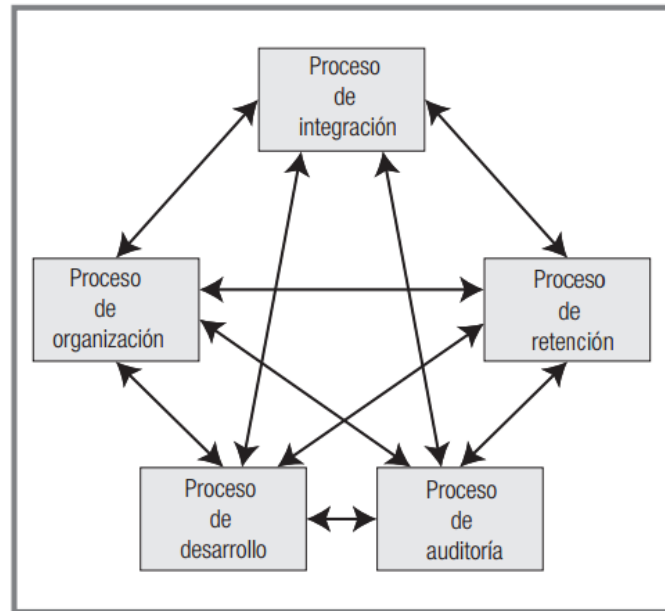 Proceso
de
integración
Proceso
de
organización
Proceso
de
retención
Proceso
de
desarrollo
Proceso
de
auditoría